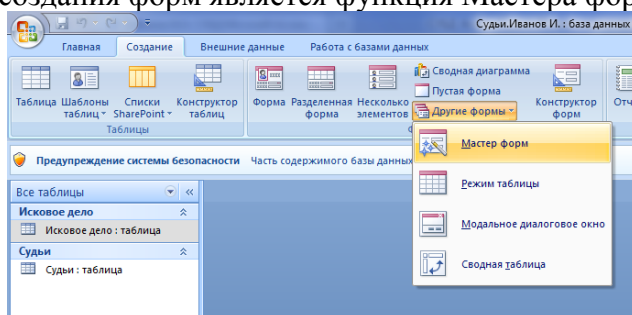 создания форм является функция Мастера фор
Судьи.Иванов И. : база данных
Главная Создание Внешние данные Работа с базами данных
Таблица Шаблоны таблиц Списки SharePoint Конструктор таблиц
Таблицы
Форма Разделенная форма Несколько элементов
Сводная диаграмма
Пустая форма
Другие формы
Конструктор форм
Отч
Мастер форм
Режим таблицы
Модальное диалоговое окно
Сводная таблица
Предупреждение системы безопасности Часть содержимого базы данных
Все таблицы
Исковое дело
Исковое дело : таблица
Судьи
Судьи : таблица